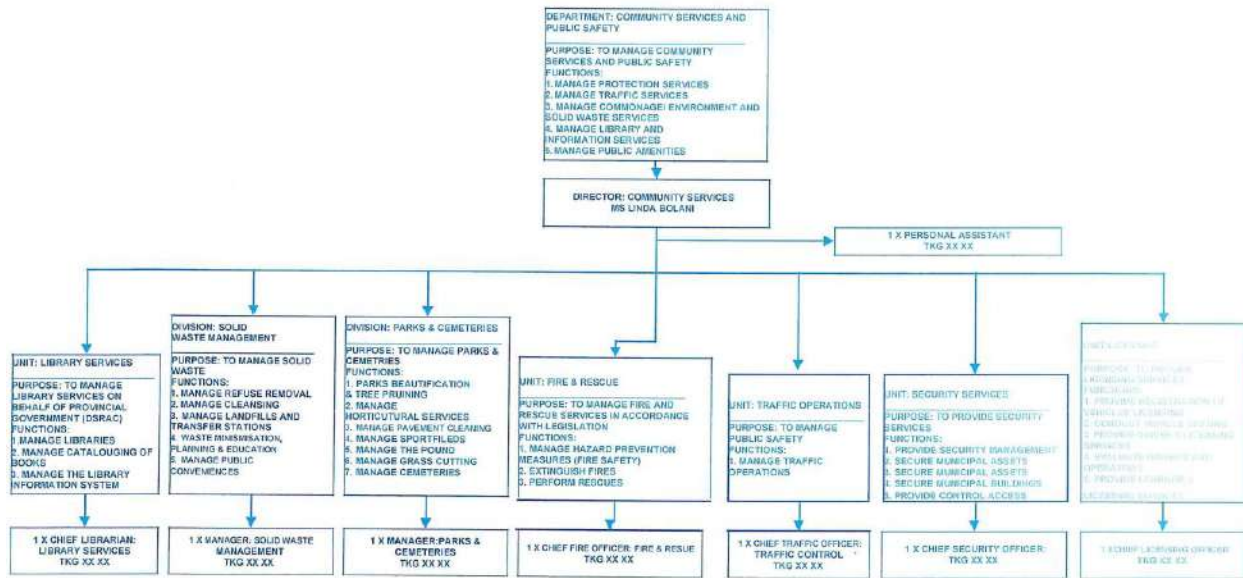 DEPARTMENT: COMMUNITY SERVICES AND
PUBLIC SAFETY
PURPOSE: TO MANAGE COMMUNITY
SERVICES AND PUBLIC SAFETY
FUNCTIONS:
1. MANAGE PROTECTION SERVICES
2. MANAGE TRAFFIC SERVICES
3. MANAGE COMMONAGE/ ENVIRONMENT AND
SOLID WASTE SERVICES
4. MANAGE LIBRARY AND
INFORMATION SERVICES
5. MANAGE PUBLIC AMENITIES
DIRECTOR: COMMUNITY SERVICES
MS LINDA BOLANI
1 X PERSONAL ASSISTANT
TKG XX XX
UNIT: LIBRARY SERVICES
PURPOSE: TO MANAGE
LIBRARY SERVICES ON
BEHALF OF PROVINCIAL
GOVERNMENT (DSRAC)
FUNCTIONS:
1.MANAGE LIBRARIES
2. MANAGE CATALOUGING OF
BOOKS
3. MANAGE THE LIBRARY
INFORMATION SYSTEM
1 X CHIEF LIBRARIAN:
LIBRARY SERVICES
TKG XX XX
DIVISION: SOLID
WASTE MANAGEMENT
PURPOSE: TO MANAGE SOLID
WASTE
FUNCTIONS:
1. MANAGE REFUSE REMOVAL
2. MANAGE CLEANSING
3. MANAGE LANDFILLS AND
TRANSFER STATIONS
4. WASTE MINISMISATION,
PLANNING & EDUCATION
5. MANAGE PUBLIC
CONVENIENCES
1 X MANAGER: SOLID WASTE
MANAGEMENT
TKG XX XX
DIVISION: PARKS & CEMETERIES
PURPOSE: TO MANAGE PARKS &
CEMETRIES
FUNCTIONS:
1. PARKS BEAUTIFICATION
& TREE PRUNING
2. MANAGE
HORTICUTURAL SERVICES
3. MANAGE PAVEMENT CLEANING
4. MANAGE SPORTFILEDS
5. MANAGE THE POUND
6. MANAGE GRASS CUTTING
7. MANAGE CEMETERIES
1 X MANAGER:PARKS &
CEMETERIES
TKG XX XX
UNIT: FIRE & RESCUE
PURPOSE: TO MANAGE FIRE AND
RESCUE SERVICES IN ACCORDANCE
WITH LEGISLATION
FUNCTIONS:
1. MANAGE HAZARD PREVENTION
MEASURES (FIRE SAFETY)
2. EXTINGUISH FIRES
3. PERFORM RESCUES
1 X CHIEF FIRE OFFICER: FIRE & RESUE
TKG XX XX
UNIT: TRAFFIC OPERATIONS
PURPOSE: TO MANAGE
PUBLIC SAFETY
FUNCTIONS:
3. MANAGE TRAFFIC
OPERATIONS
1 X CHIEF TRAFFIC OFFICER:
TRAFFIC CONTROL
TKG XX XX
UNIT: SECURITY SERVICES
PURPOSE: TO PROVIDE SECURITY
SERVICES
FUNCTIONS:
1. PROVIDE SECURITY MANAGEMENT
2. SECURE MUNICIPAL ASSETS
3. SECURE MUNICIPAL ASSETS
4. SECURE MUNICIPAL BUILDINGS
5. PROVIDE CONTROL ACCESS
1 X CHIEF SECURITY OFFICER:
TKG XX XX
1 X CHIEF LICENSING OFFICER
TKG XX XX